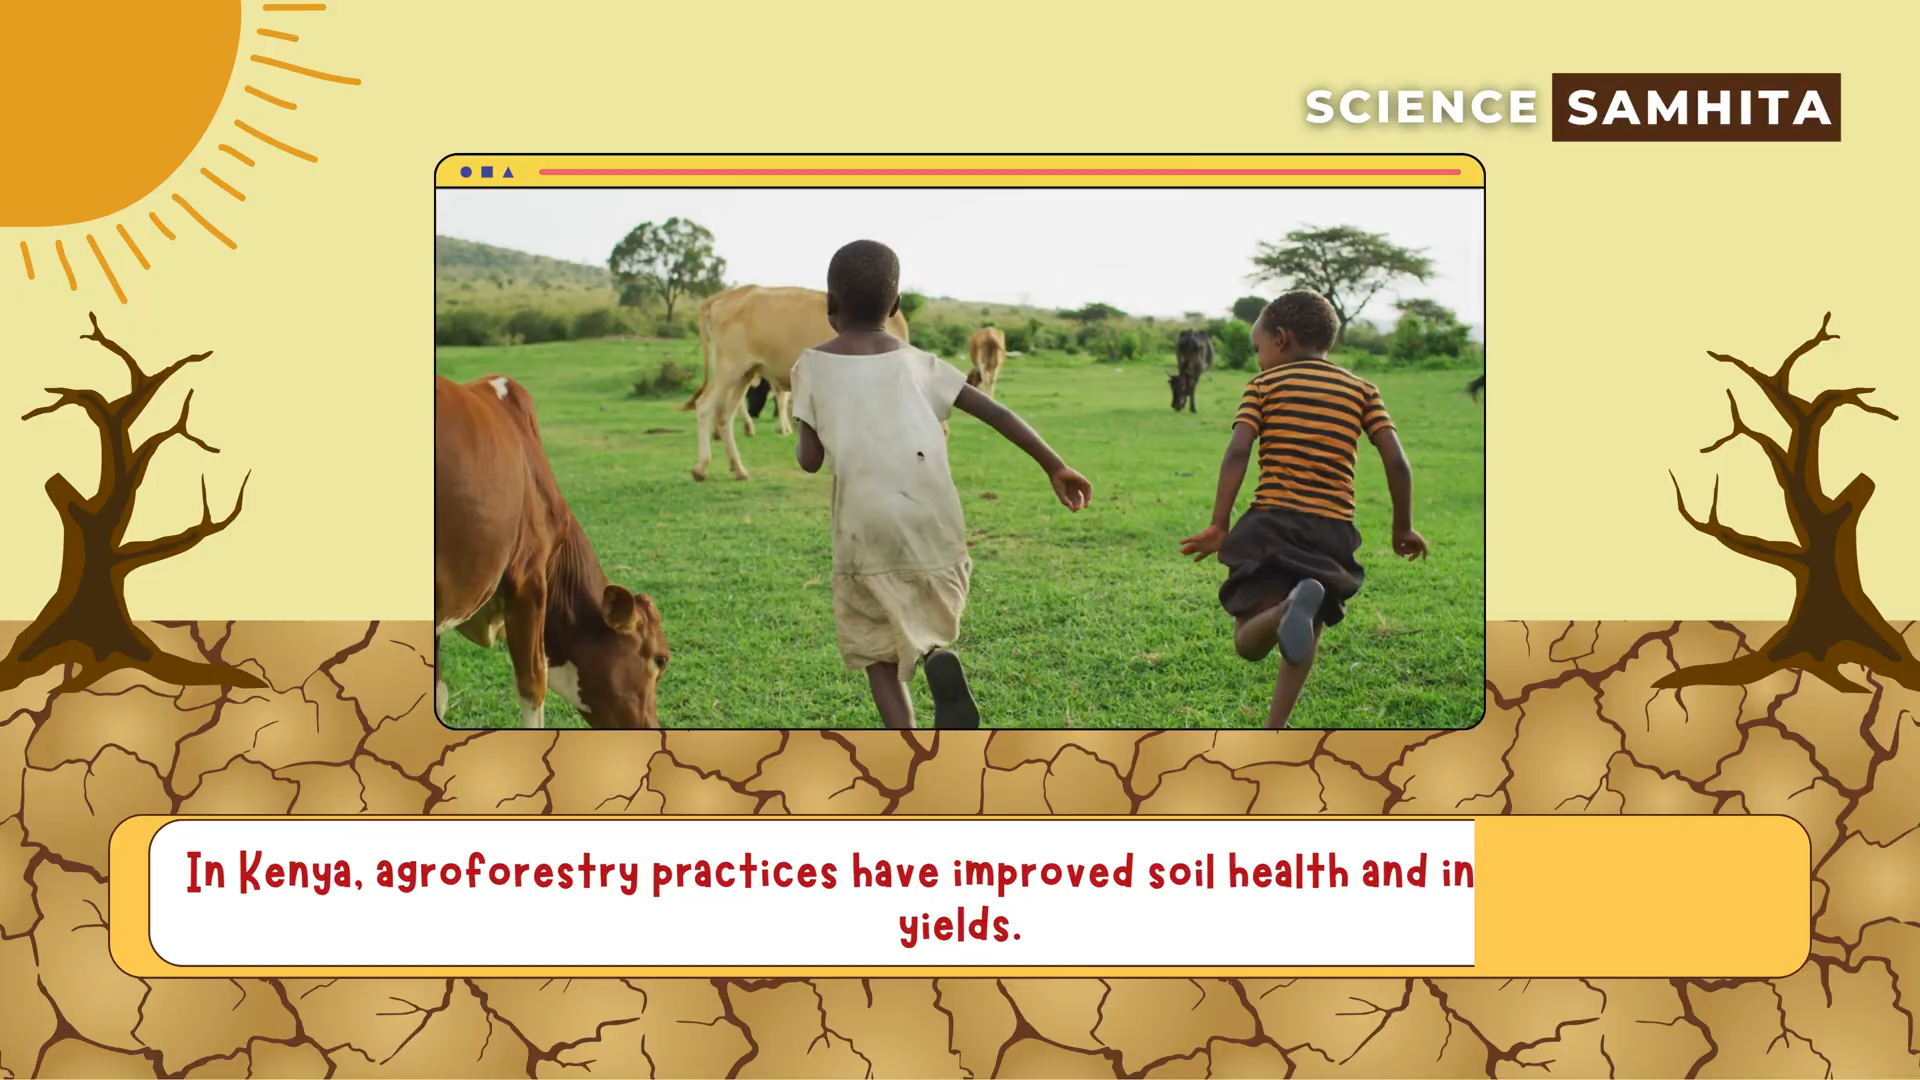 SCIENCE SAMHITA
In Kenya, agroforestry practices have improved soil health and in
yields.